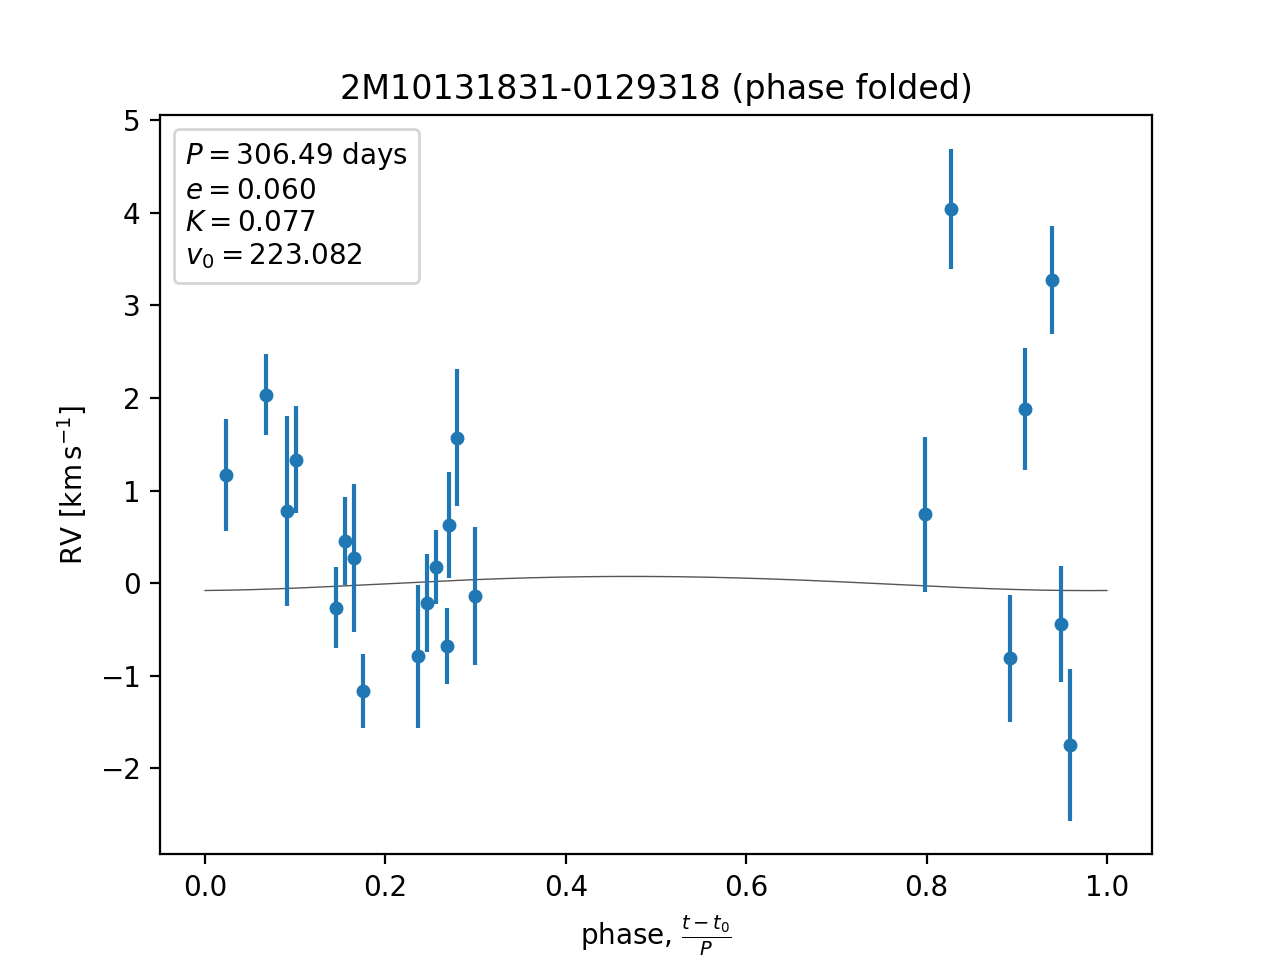 2M10131831-0129318 (phase folded)
P = 306.49 days
e = 0.060
K = 0.077
v₀ = 223.082
5
4
3
2
1
0
−1
−2
RV [km s⁻¹]
0.0 0.2 0.4 0.6 0.8 1.0
phase, (t − t₀)/P